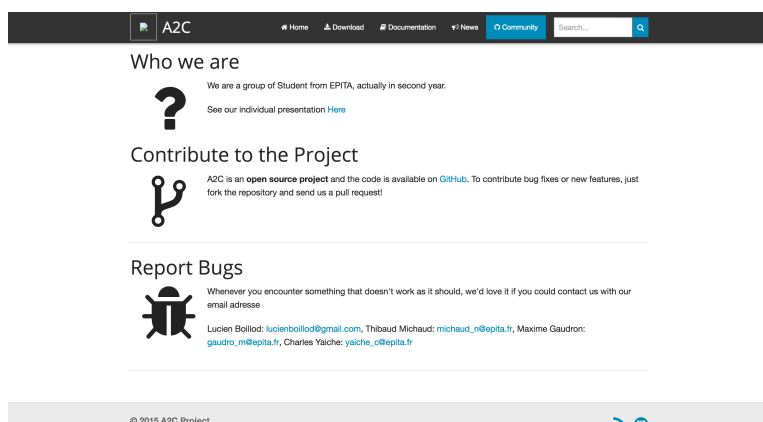 A2C
Home Download Documentation News Community Search...
Who we are
We are a group of Student from EPITA, actually in second year.
See our individual presentation Here
Contribute to the Project
A2C is an open source project and the code is available on GitHub. To contribute bug fixes or new features, just
fork the repository and send us a pull request!
Report Bugs
Whenever you encounter something that doesn't work as it should, we'd love it if you could contact us with our
email adresse
Lucien Boillod: lucienboillod@gmail.com, Thibaud Michaud: michaud_n@epita.fr, Maxime Gaudron:
gaudro_m@epita.fr, Charles Yaiche: yaiche_c@epita.fr
© 2015 A2C Project